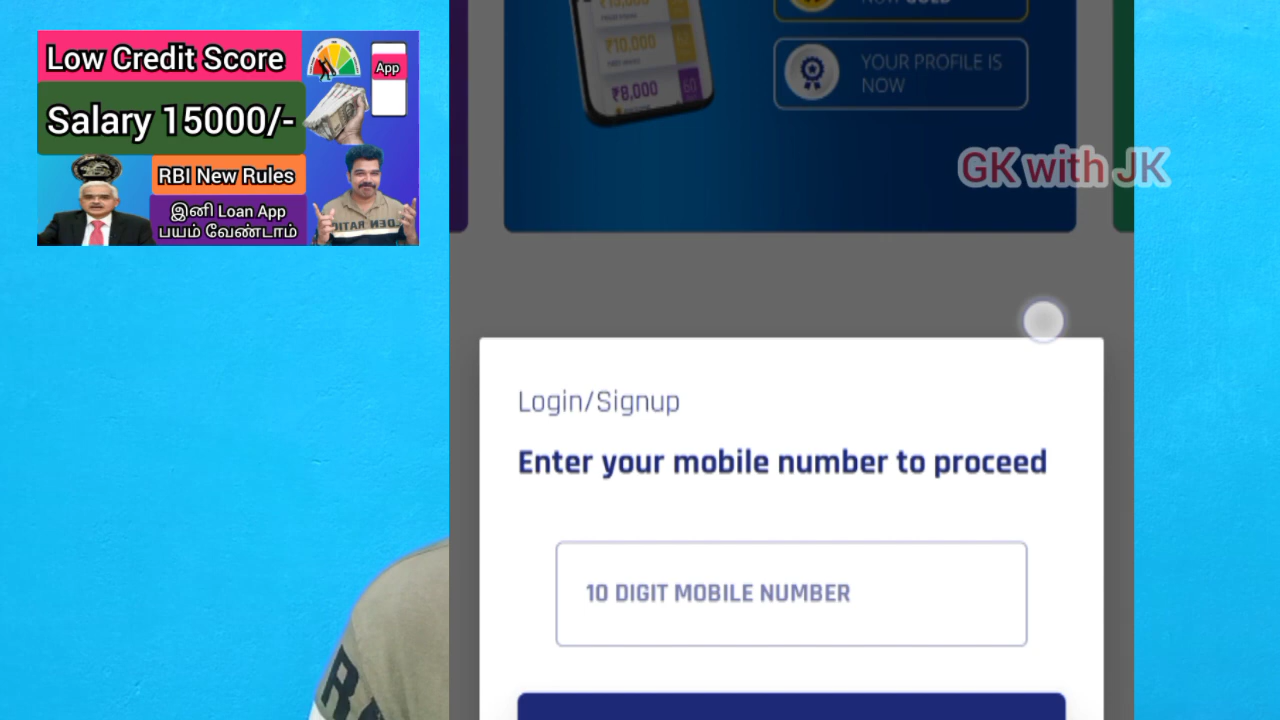 Low Credit Score
App
Salary 15000/-
RBI New Rules
இனி Loan App
பயம் வேண்டாம்
₹10,000
₹8,000
60
YOUR PROFILE IS
NOW
GK with JK
Login/Signup
Enter your mobile number to proceed
10 DIGIT MOBILE NUMBER